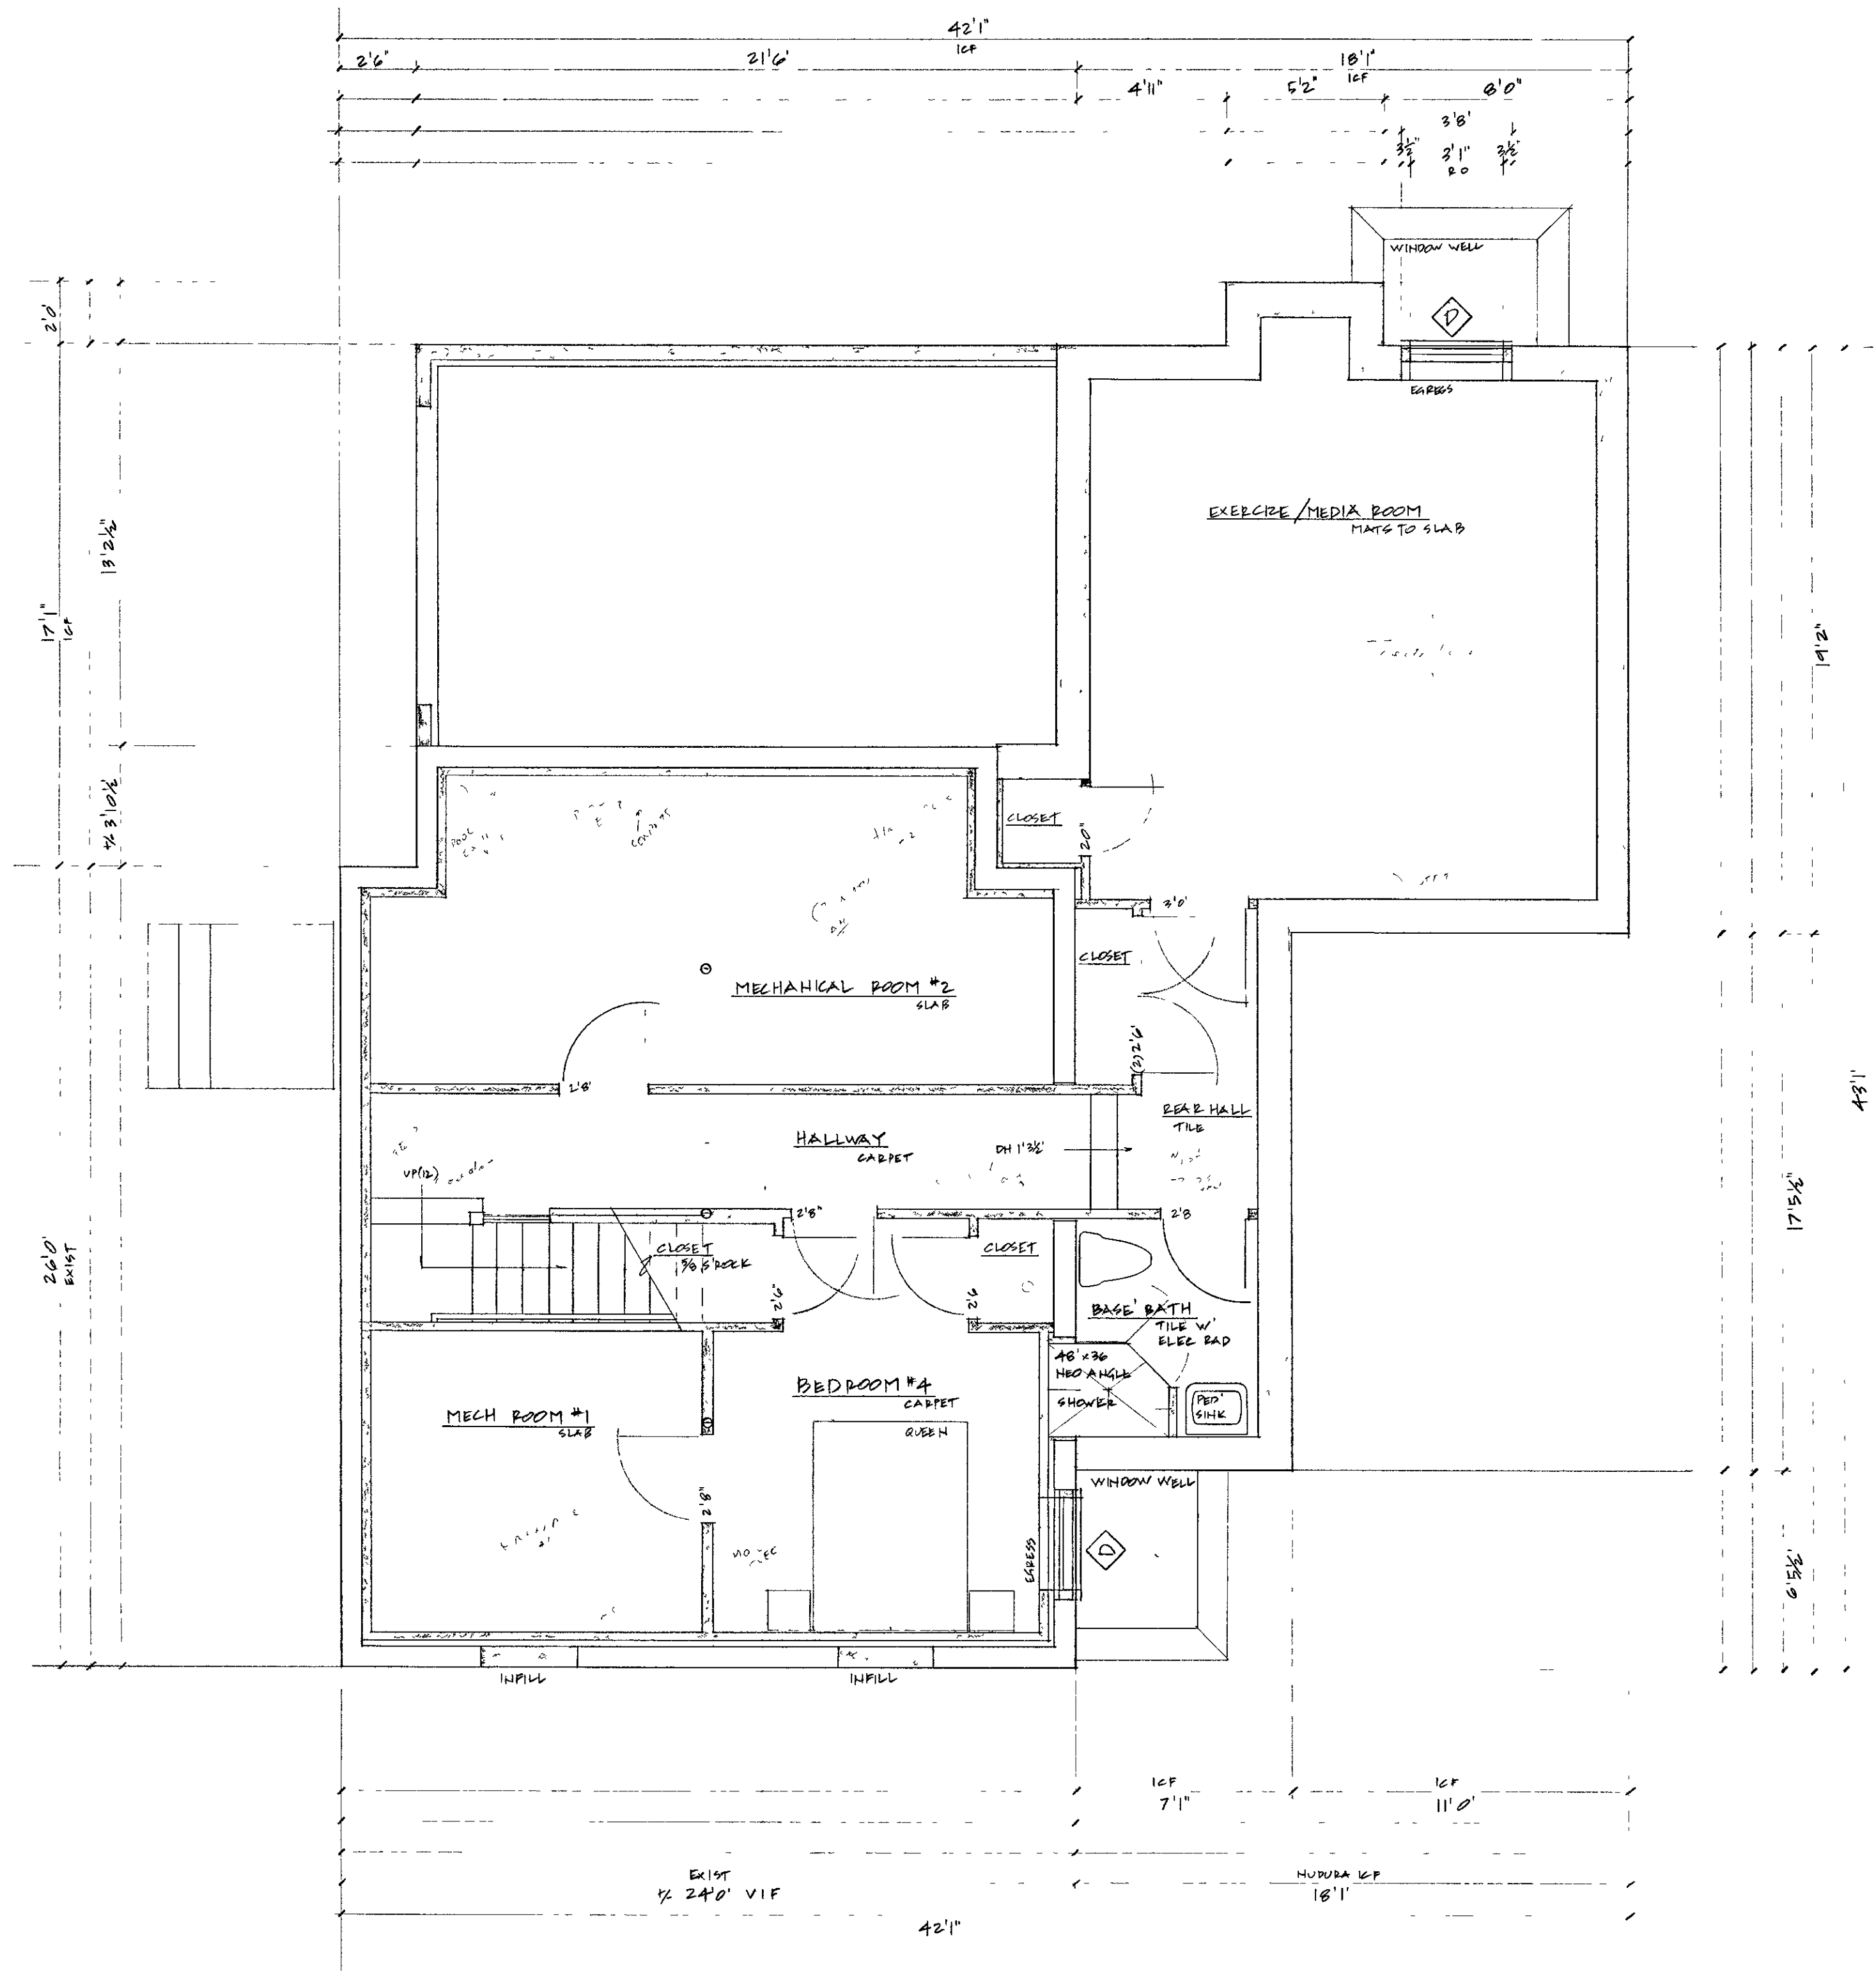 42'1"
ICF
2'6"
21'6'
18'1"
ICF
4'11"
5'2"
8'0"
3'8'
3½"
3'1"
3½"
RO
WINDOW WELL
D
EGRESS
2'0'
13'2½"
17'1"
ICF
+/- 3'10½"
26'0'
EXIST
EXERCIZE/MEDIA ROOM
MATS TO SLAB
19'2"
43'1'
17'5½"
6'5½'
CLOSET
2'0"
3'0'
CLOSET
MECHANICAL ROOM #2
SLAB
(2) 2'6'
2'8'
REAR HALL
TILE
HALLWAY
CARPET
DH 1'3½'
UP(12)
2'8"
2'8
CLOSET
5/8 S'ROCK
CLOSET
2'6"
2'6
BASE' BATH
TILE W'
ELEC RAD
48'x36
NEO ANGLE
SHOWER
PED'
SINK
BEDROOM #4
CARPET
QUEEN
MECH ROOM #1
SLAB
2'8"
WINDOW WELL
EGRESS
D
INFILL
INFILL
ICF
7'1"
ICF
11'0'
EXIST
+/- 24'0' VIF
NUDURA ICF
18'1'
42'1"